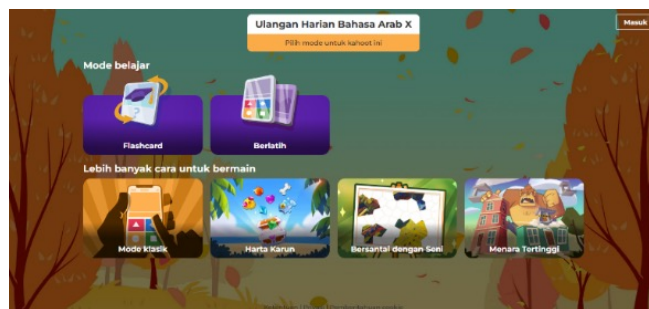 Ulangan Harian Bahasa Arab X
Pilih mode untuk kahoot ini
Masuk
Mode belajar
Flashcard
Berlatih
Lebih banyak cara untuk bermain
Mode klasik
Harta Karun
Bersantai dengan Seni
Menara Tertinggi